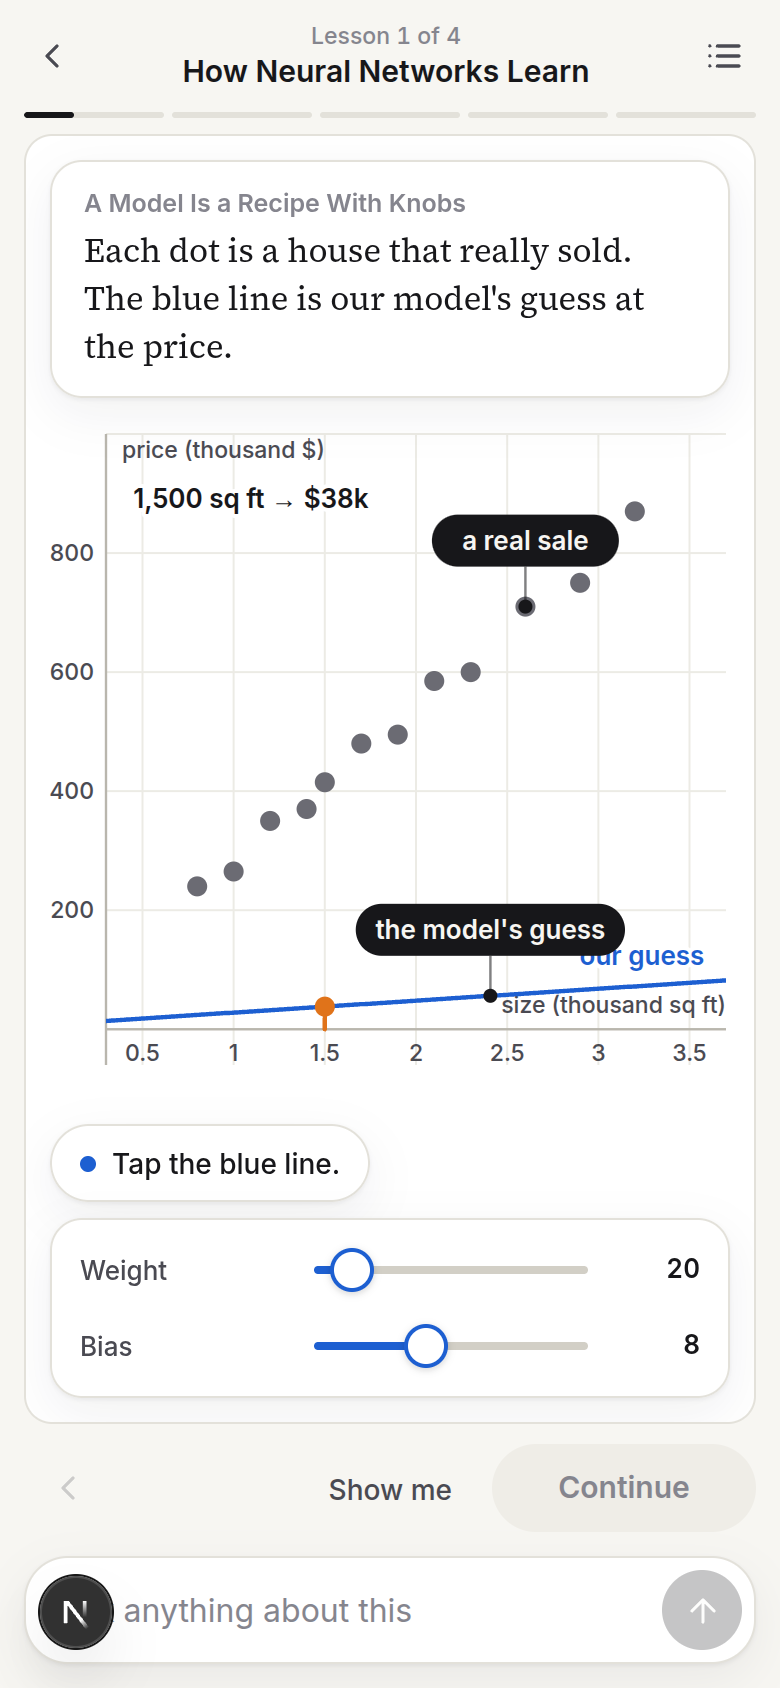 Lesson 1 of 4
How Neural Networks Learn
A Model Is a Recipe With Knobs
Each dot is a house that really sold.
The blue line is our model's guess at
the price.
price (thousand $)
1,500 sq ft → $38k
a real sale
800
600
400
200
the model's guess
our guess
size (thousand sq ft)
0.5 1 1.5 2 2.5 3 3.5
Tap the blue line.
Weight 20
Bias 8
Show me Continue
N anything about this